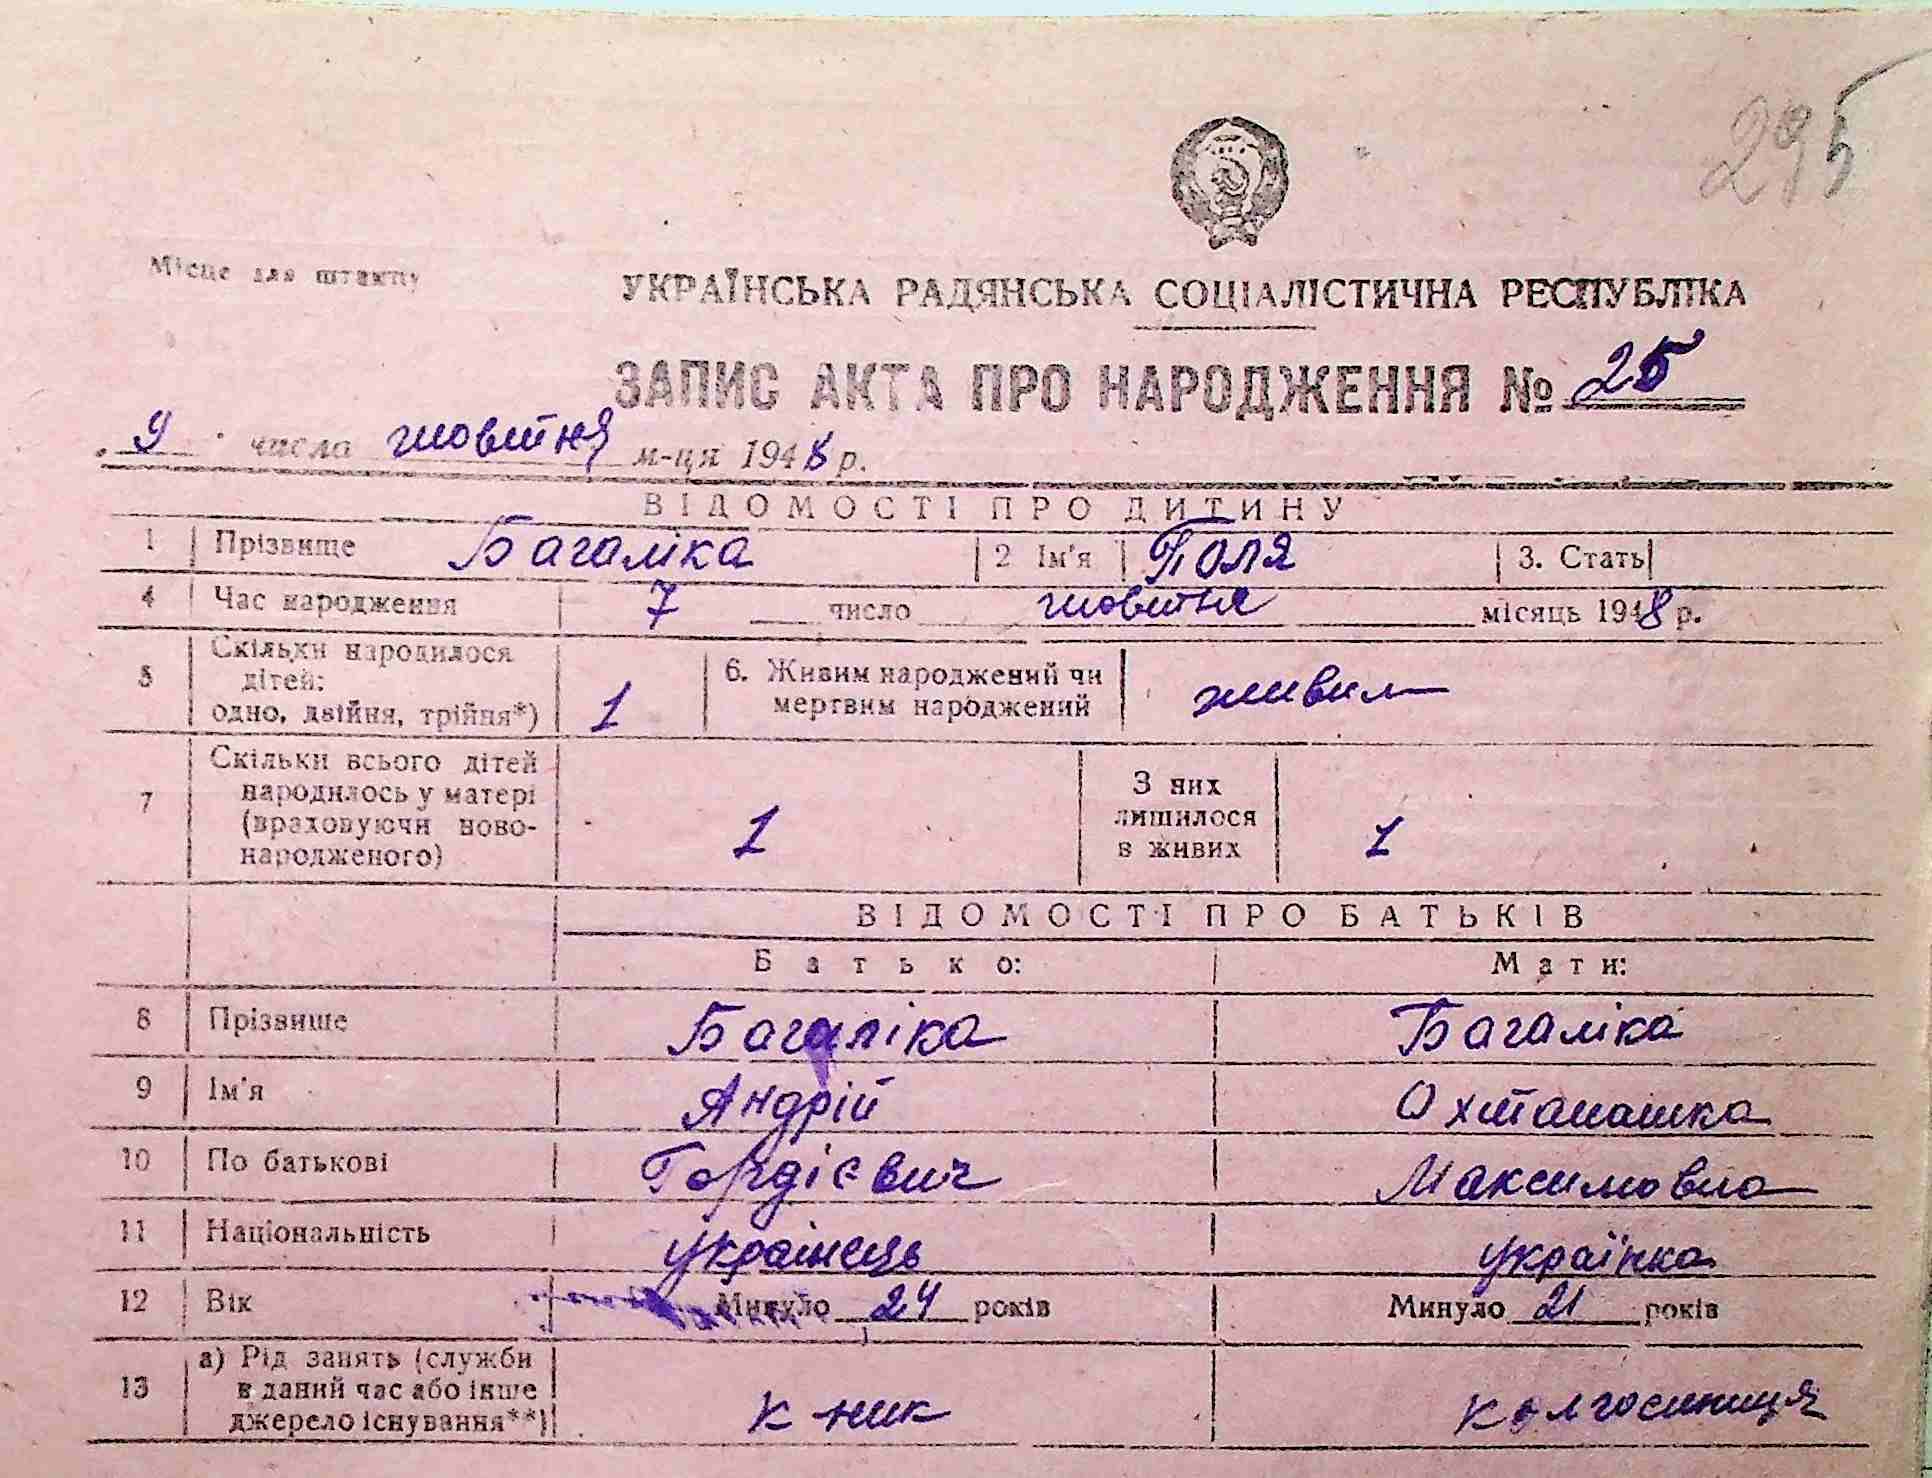 295
Місце для штампу
УКРАЇНСЬКА РАДЯНСЬКА СОЦІАЛІСТИЧНА РЕСПУБЛІКА
ЗАПИС АКТА ПРО НАРОДЖЕННЯ № 25
9 числа жовтня м-ця 1948 р.
ВІДОМОСТІ ПРО ДИТИНУ
1 Прізвище Багаліка 2 Ім'я Поля 3. Стать
4 Час народження 7 число жовтня місяць 1948 р.
5 Скільки народилося дітей: одно, двійня, трійня*) 1 6. Живим народжений чи мертвим народжений живим
7 Скільки всього дітей народилось у матері (враховуючи ново-народженого) 1 З них лишилося в живих 1
ВІДОМОСТІ ПРО БАТЬКІВ
Батько: Мати:
8 Прізвище Багаліка Багаліка
9 Ім'я Андрій
10 По батькові Гордієвич Максимовна
11 Національність українець українка
12 Вік Минуло 24 років Минуло 21 років
13 а) Рід занять (служби в даний час або інше джерело існування**) к-ник колгоспниця